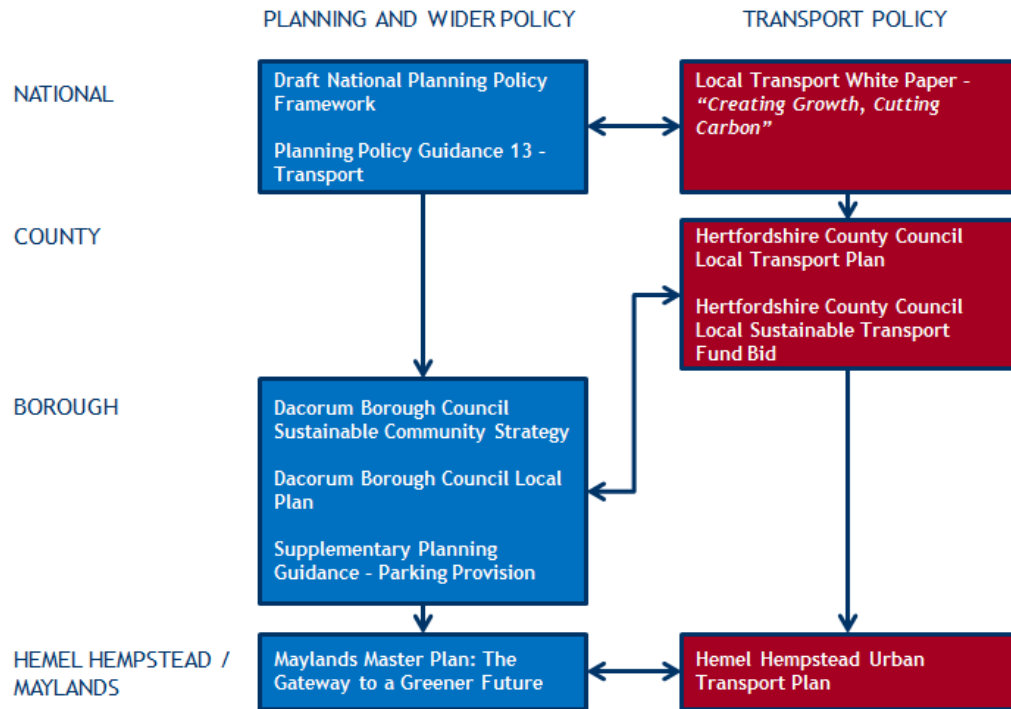 PLANNING AND WIDER POLICY
TRANSPORT POLICY
NATIONAL
Draft National Planning Policy
Framework
Planning Policy Guidance 13 –
Transport
Local Transport White Paper –
“Creating Growth, Cutting
Carbon”
COUNTY
Hertfordshire County Council
Local Transport Plan
Hertfordshire County Council
Local Sustainable Transport
Fund Bid
BOROUGH
Dacorum Borough Council
Sustainable Community Strategy
Dacorum Borough Council Local
Plan
Supplementary Planning
Guidance – Parking Provision
HEMEL HEMPSTEAD /
MAYLANDS
Maylands Master Plan: The
Gateway to a Greener Future
Hemel Hempstead Urban
Transport Plan